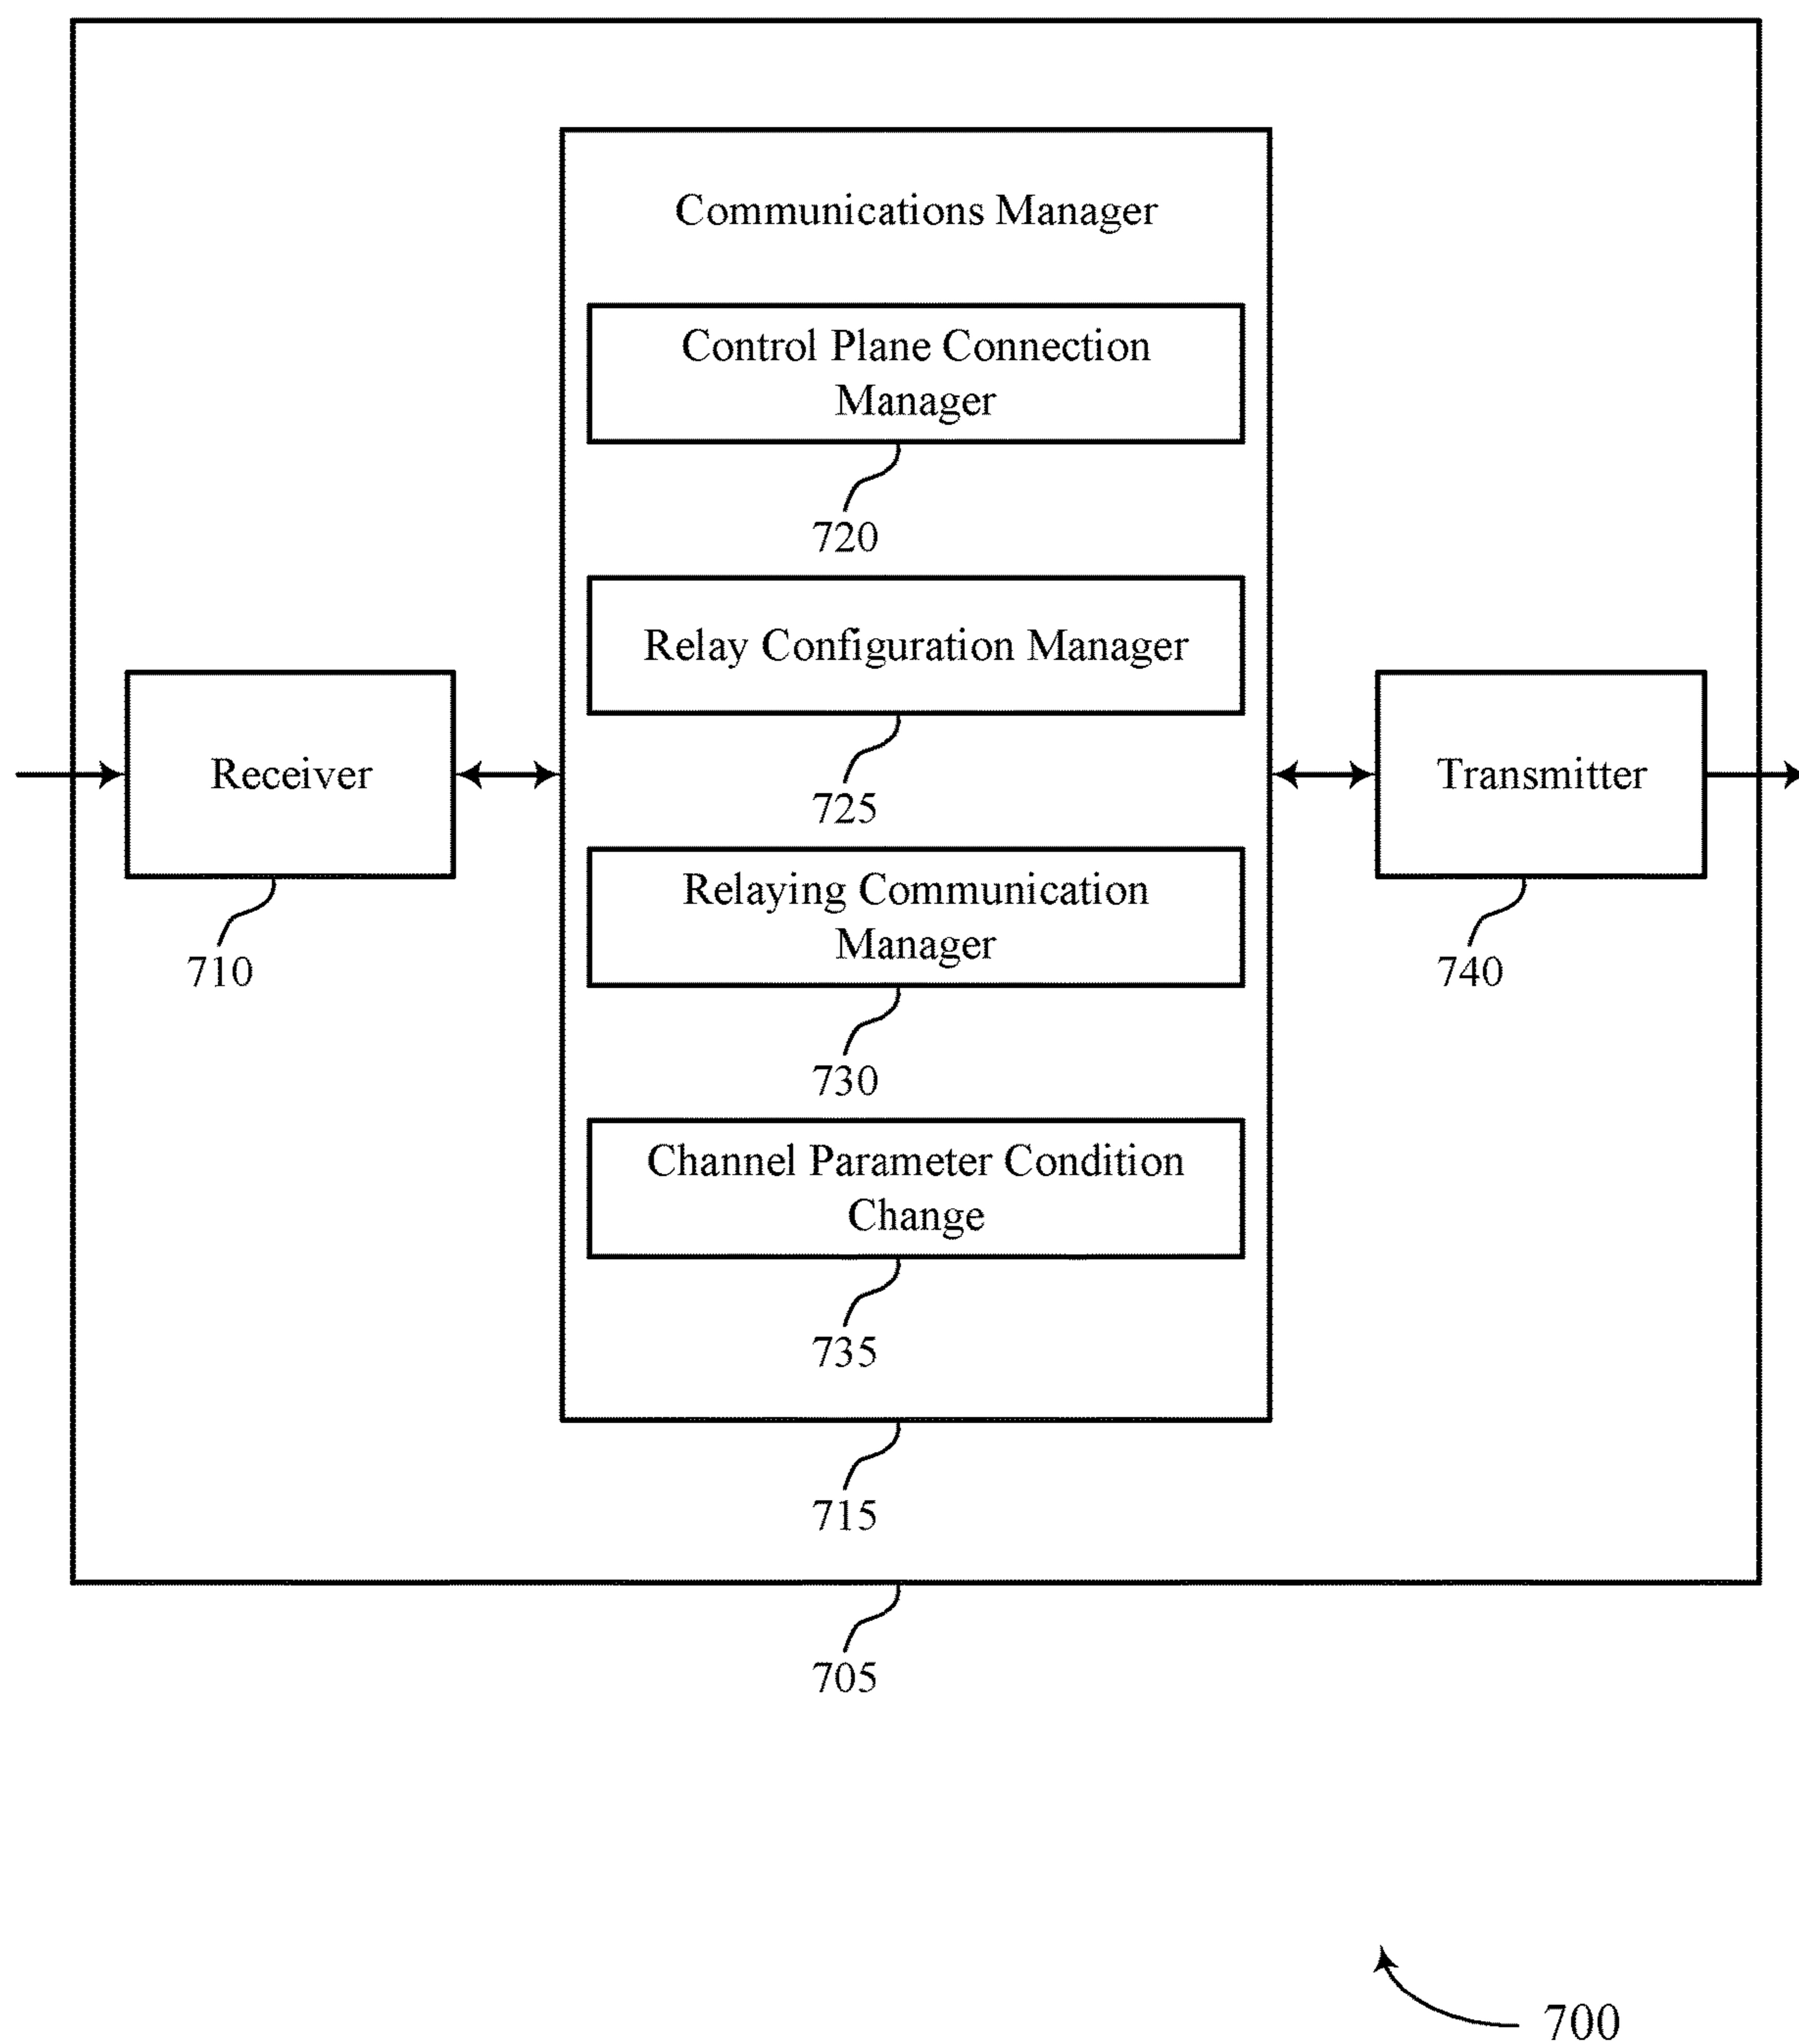 Communications Manager
Control Plane Connection
Manager
720
Relay Configuration Manager
725
Receiver
710
Relaying Communication
Manager
730
Transmitter
740
Channel Parameter Condition
Change
735
715
705
700